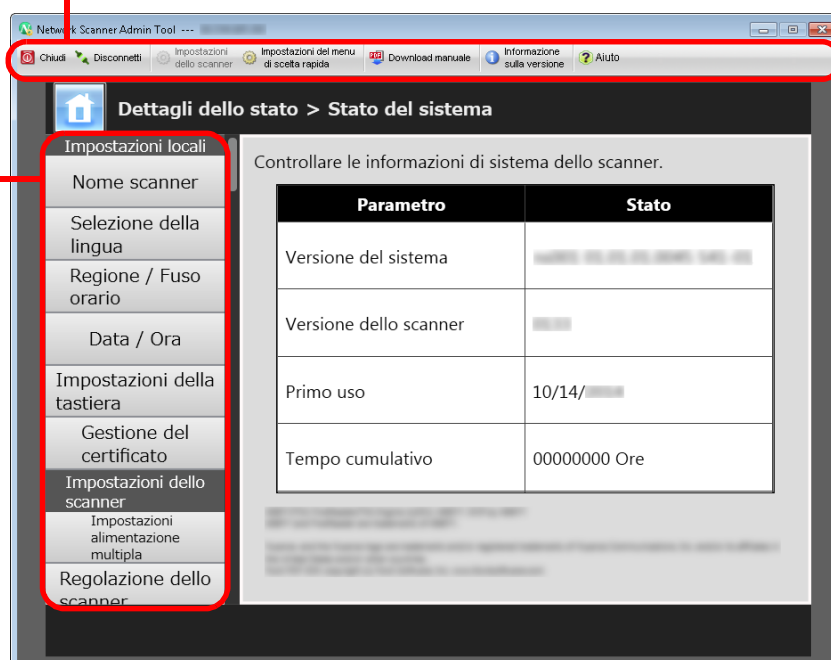 Network Scanner Admin Tool ---
Chiudi
Disconnetti
Impostazioni
dello scanner
Impostazioni del menu
di scelta rapida
Download manuale
Informazione
sulla versione
Aiuto
Dettagli dello stato > Stato del sistema
Impostazioni locali
Nome scanner
Selezione della
lingua
Regione / Fuso
orario
Data / Ora
Impostazioni della
tastiera
Gestione del
certificato
Impostazioni dello
scanner
Impostazioni
alimentazione
multipla
Regolazione dello
scanner
Controllare le informazioni di sistema dello scanner.
Parametro Stato
Versione del sistema
Versione dello scanner
Primo uso 10/14/
Tempo cumulativo 00000000 Ore